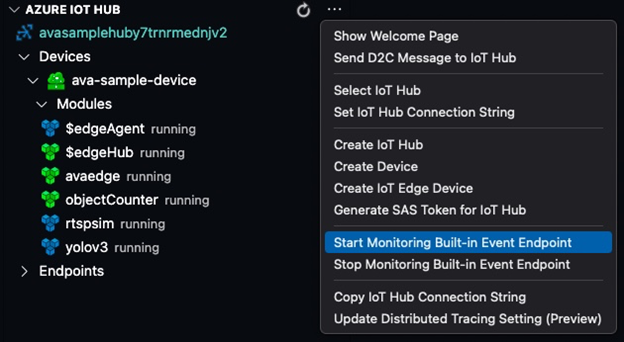 AZURE IOT HUB
avasamplehuby7trnrmednjv2
Devices
ava-sample-device
Modules
$edgeAgent running
$edgeHub running
avaedge running
objectCounter running
rtspsim running
yolov3 running
Endpoints
Show Welcome Page
Send D2C Message to IoT Hub
Select IoT Hub
Set IoT Hub Connection String
Create IoT Hub
Create Device
Create IoT Edge Device
Generate SAS Token for IoT Hub
Start Monitoring Built-in Event Endpoint
Stop Monitoring Built-in Event Endpoint
Copy IoT Hub Connection String
Update Distributed Tracing Setting (Preview)